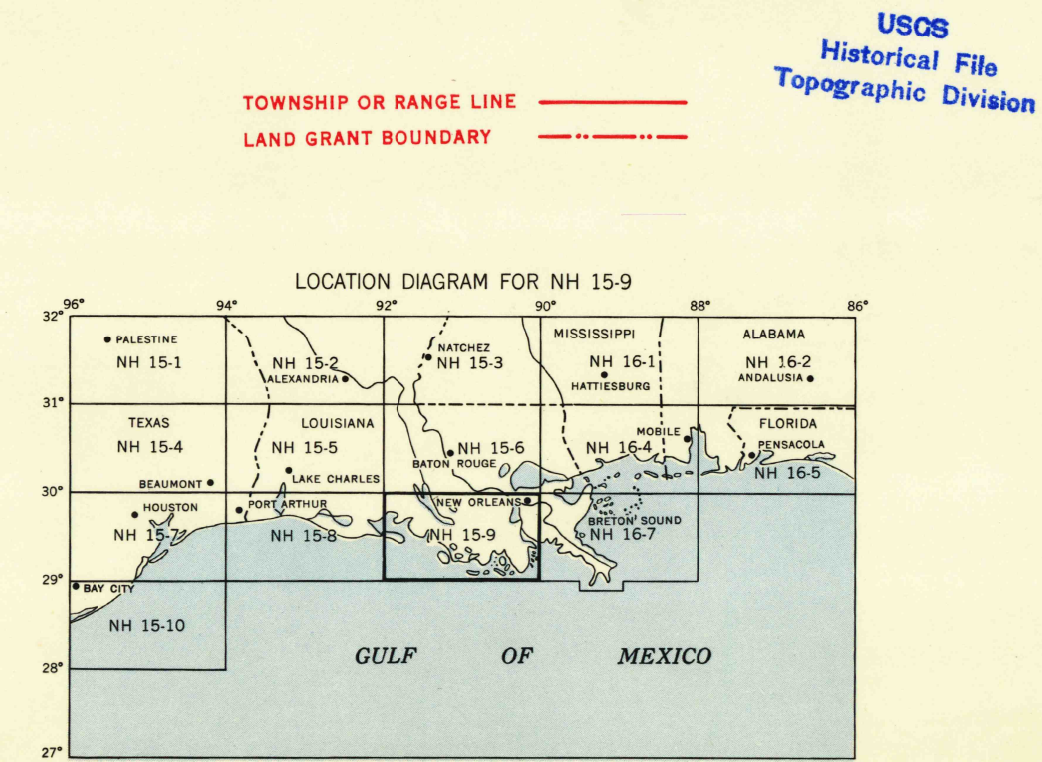 USGS
Historical File
Topographic Division
TOWNSHIP OR RANGE LINE
LAND GRANT BOUNDARY
LOCATION DIAGRAM FOR NH 15-9
96° 94° 92° 90° 88° 86°
32°
PALESTINE
NH 15-1
NH 15-2
ALEXANDRIA
NATCHEZ
NH 15-3
MISSISSIPPI
NH 16-1
HATTIESBURG
ALABAMA
NH 16-2
ANDALUSIA
31°
TEXAS
NH 15-4
BEAUMONT
LOUISIANA
NH 15-5
LAKE CHARLES
NH 15-6
BATON ROUGE
MOBILE
NH 16-4
FLORIDA
PENSACOLA
NH 16-5
30°
HOUSTON
NH 15-7
PORT ARTHUR
NH 15-8
NEW ORLEANS
NH 15-9
BRETON SOUND
NH 16-7
29°
BAY CITY
NH 15-10
GULF OF MEXICO
28°
27°